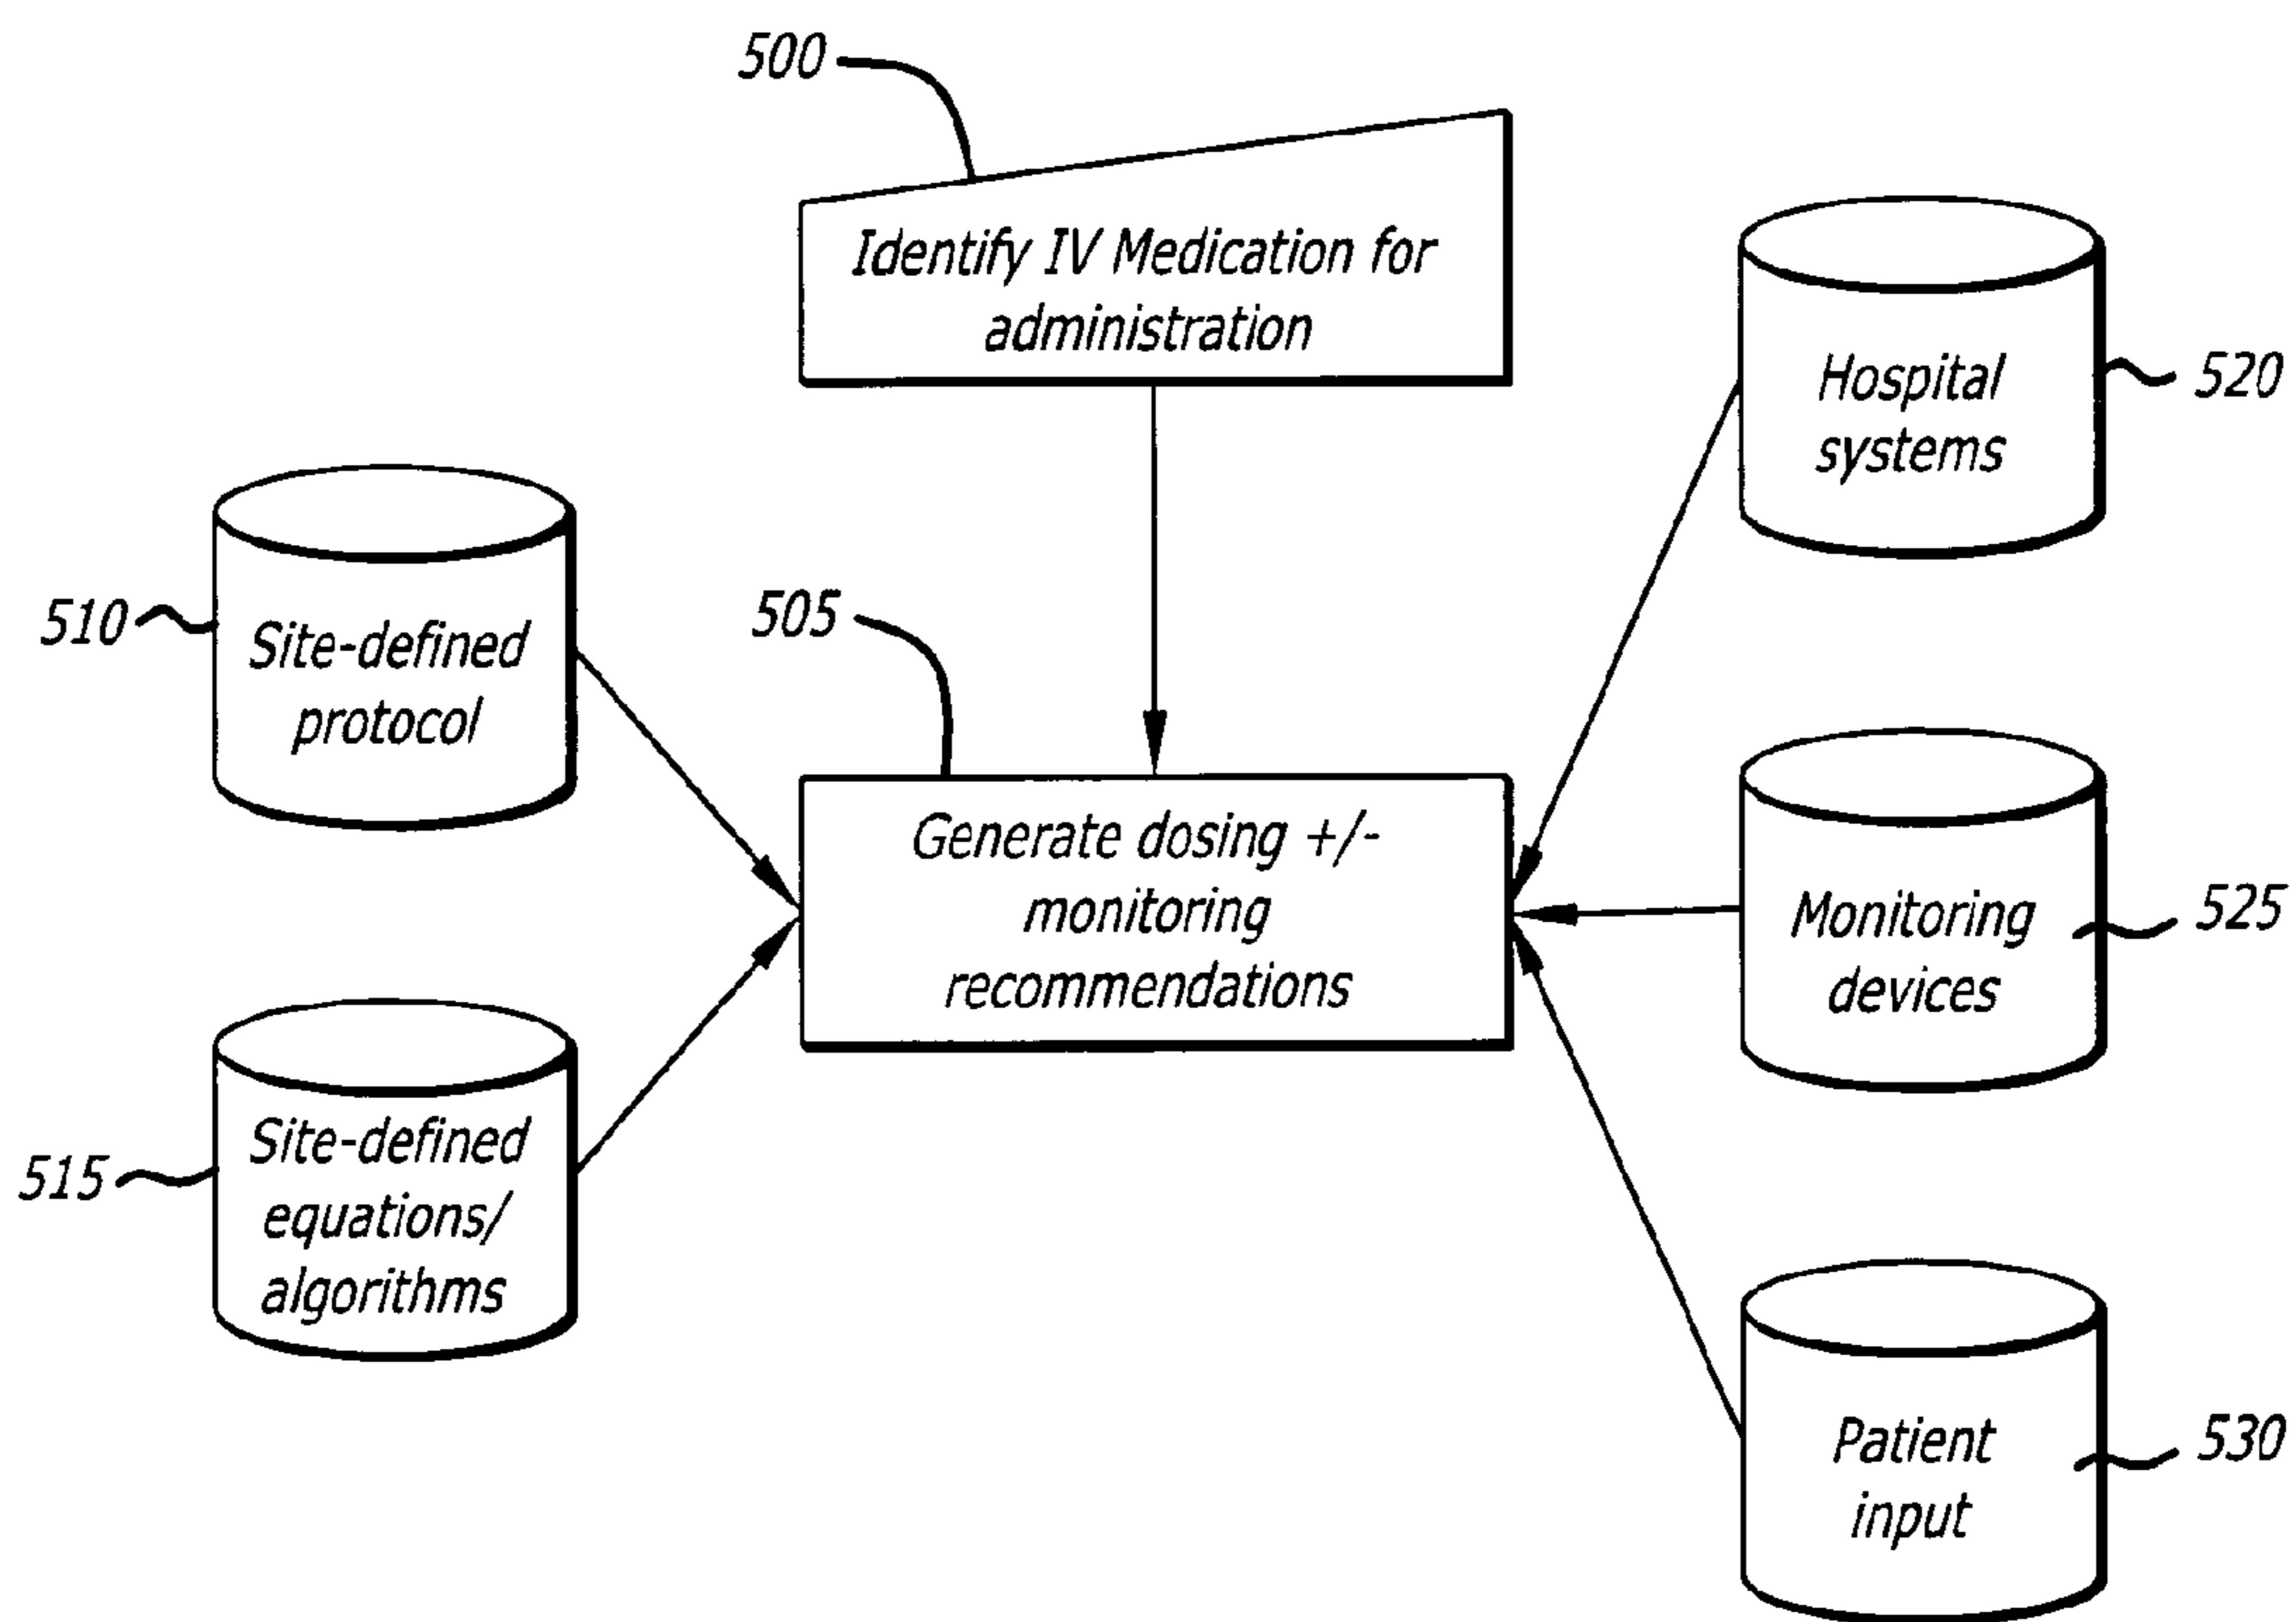 500
Identify IV Medication for
administration
Hospital
systems
520
510
Site-defined
protocol
505
Generate dosing +/-
monitoring
recommendations
Monitoring
devices
525
515
Site-defined
equations/
algorithms
Patient
input
530